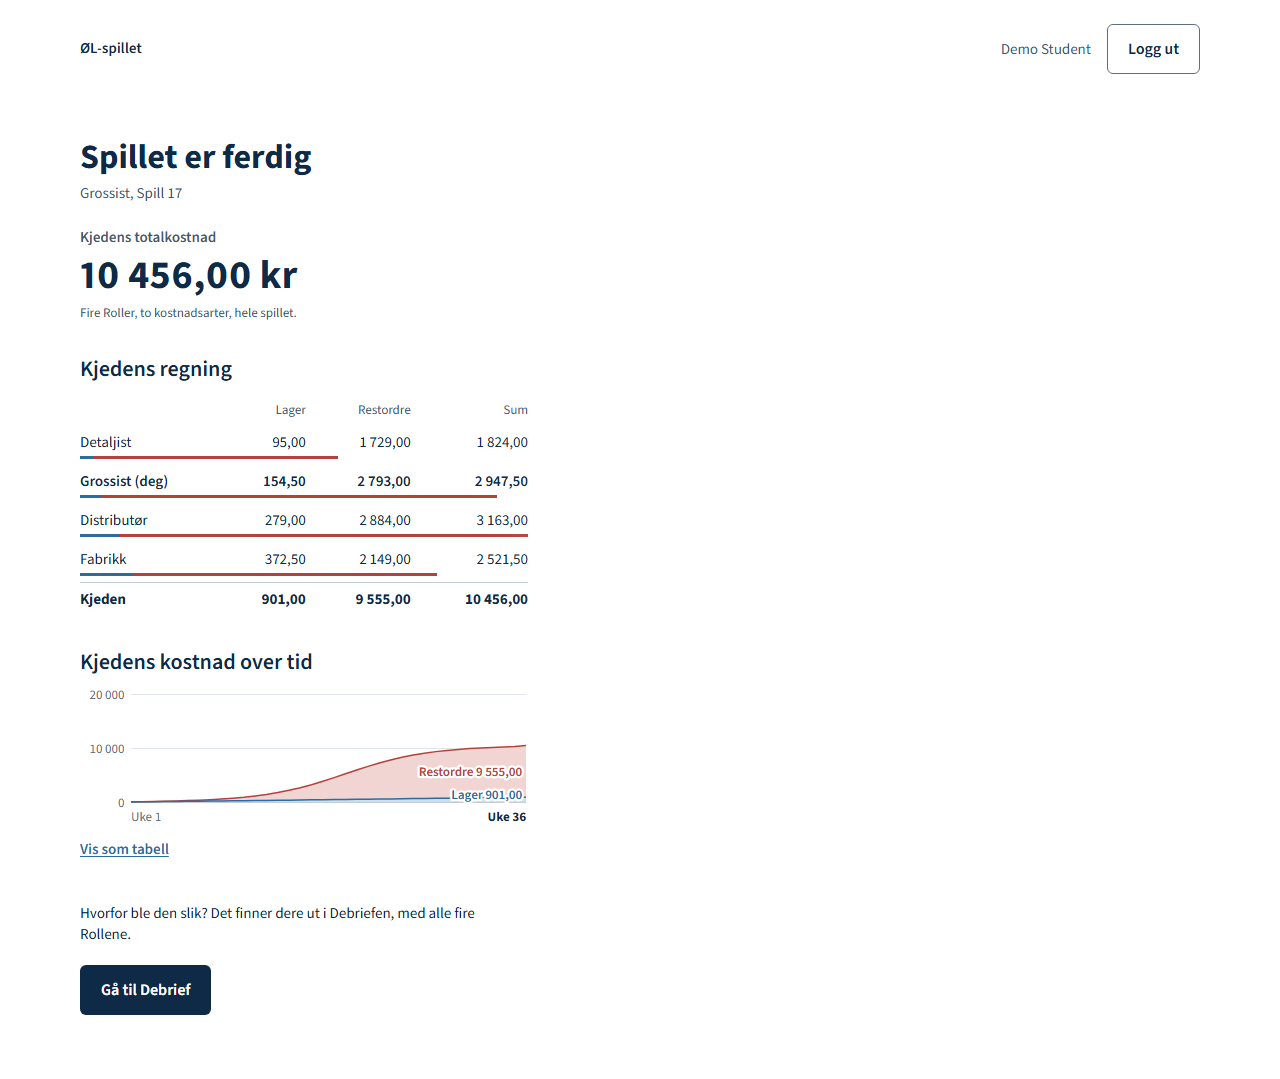 ØL-spillet
Demo Student
Logg ut
Spillet er ferdig
Grossist, Spill 17
Kjedens totalkostnad
10 456,00 kr
Fire Roller, to kostnadsarter, hele spillet.
Kjedens regning
Lager Restordre Sum
Detaljist 95,00 1 729,00 1 824,00
Grossist (deg) 154,50 2 793,00 2 947,50
Distributør 279,00 2 884,00 3 163,00
Fabrikk 372,50 2 149,00 2 521,50
Kjeden 901,00 9 555,00 10 456,00
Kjedens kostnad over tid
20 000
10 000
Restordre 9 555,00
Lager 901,00
0
Uke 1 Uke 36
Vis som tabell
Hvorfor ble den slik? Det finner dere ut i Debriefen, med alle fire
Rollene.
Gå til Debrief